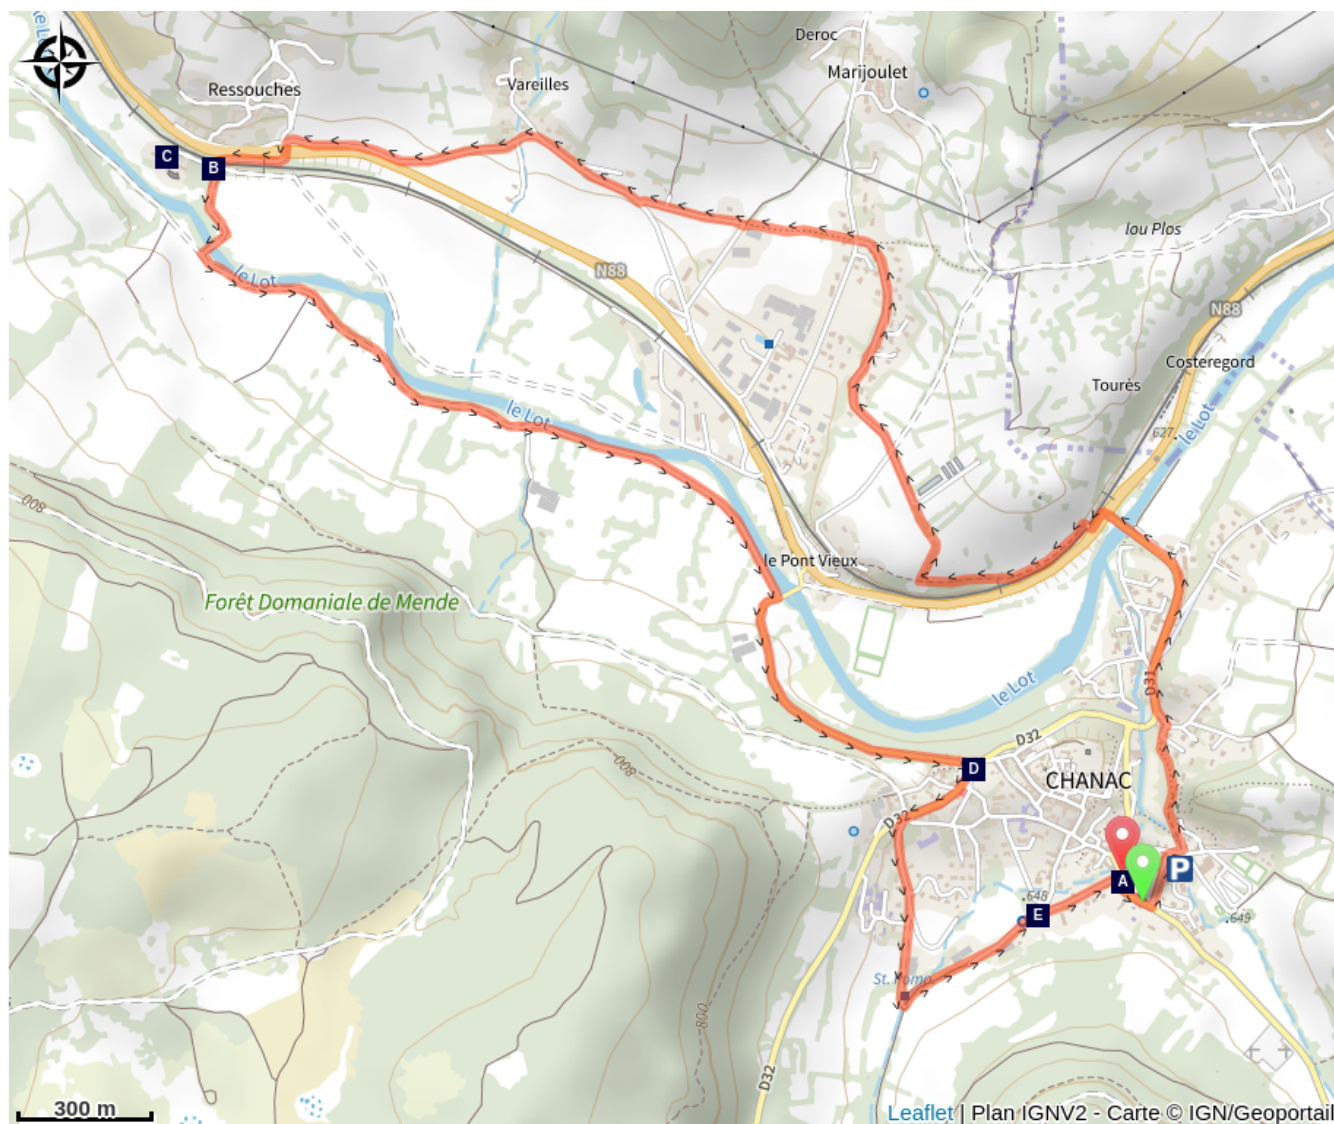 Deroc
Marijoulet
Ressouches
Vareilles
C
B
lou Plos
le Lot
N88
N88
Costeregord
Tourès
627
le Lot
le Lot
800
le Pont Vieux
Forêt Domaniale de Mende
le Lot
D31
D32
800
D
CHANAC
D32
A
P
648
E
649
St. Pomp.
800
D32
300 m
Leaflet | Plan IGNV2 - Carte © IGN/Geoportail